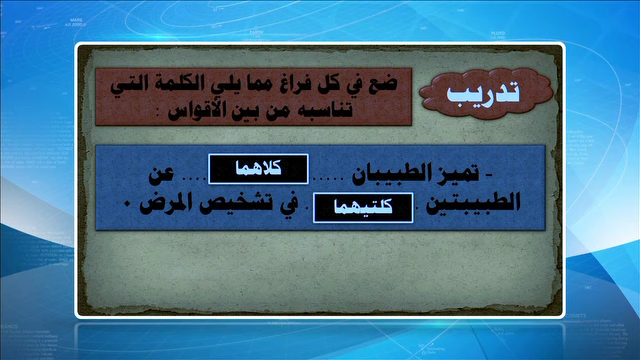 تدريب
ضع في كل فراغ مما يلي الكلمة التي
تناسبه من بين الأقواس :
- تميز الطبيبان ..... كلاهما .... عن
الطبيبتين . كلتيهما . في تشخيص المرض .